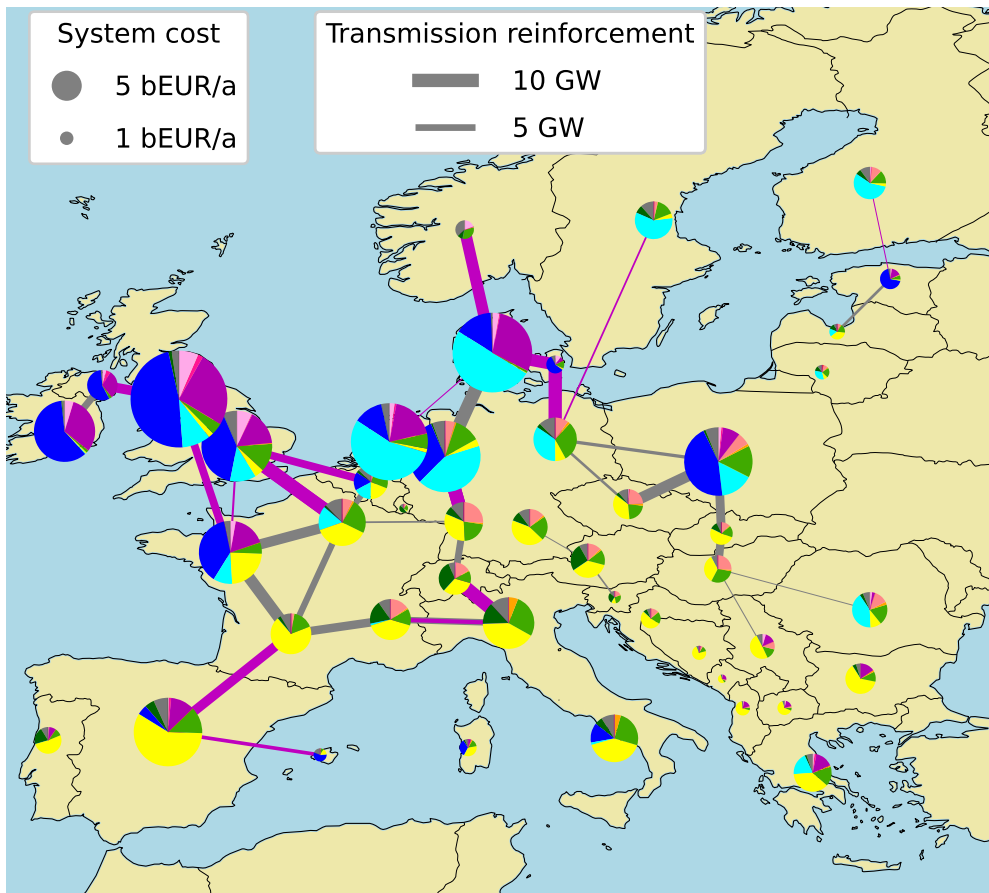 System cost
5 bEUR/a
1 bEUR/a
Transmission reinforcement
10 GW
5 GW